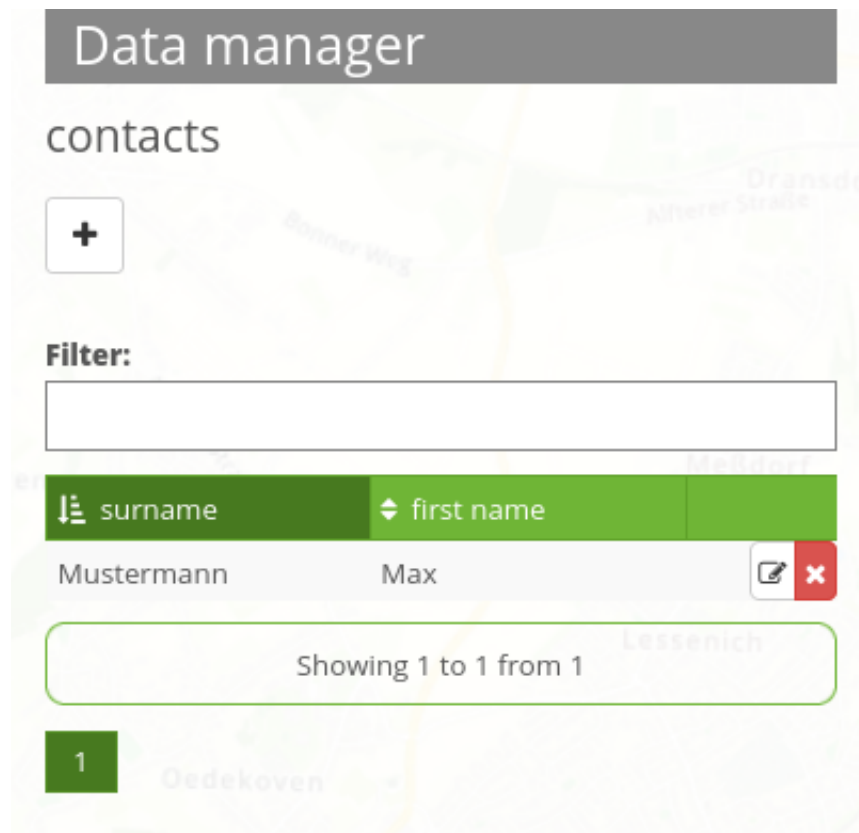 Data manager
contacts
Dransd
Alfterer Straße
Bonner Weg
Filter:
Meßdorf
surname first name
Mustermann Max
Lessenich
Showing 1 to 1 from 1
1
Oedekoven